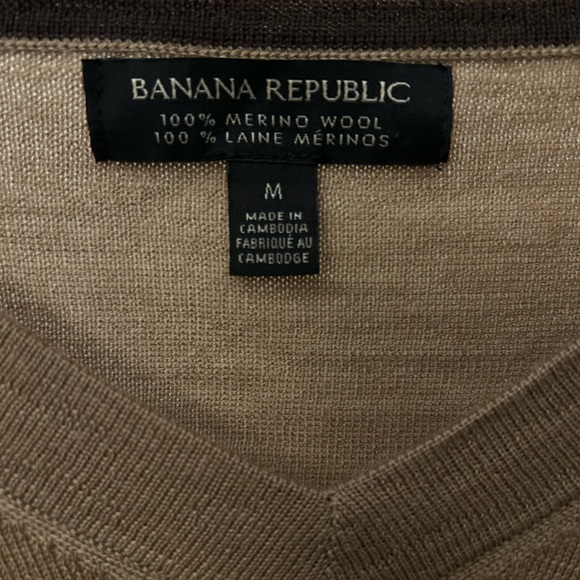 BANANA REPUBLIC
100% MERINO WOOL
100 % LAINE MÉRINOS
M
MADE IN
CAMBODIA
FABRIQUÉ AU
CAMBODGE